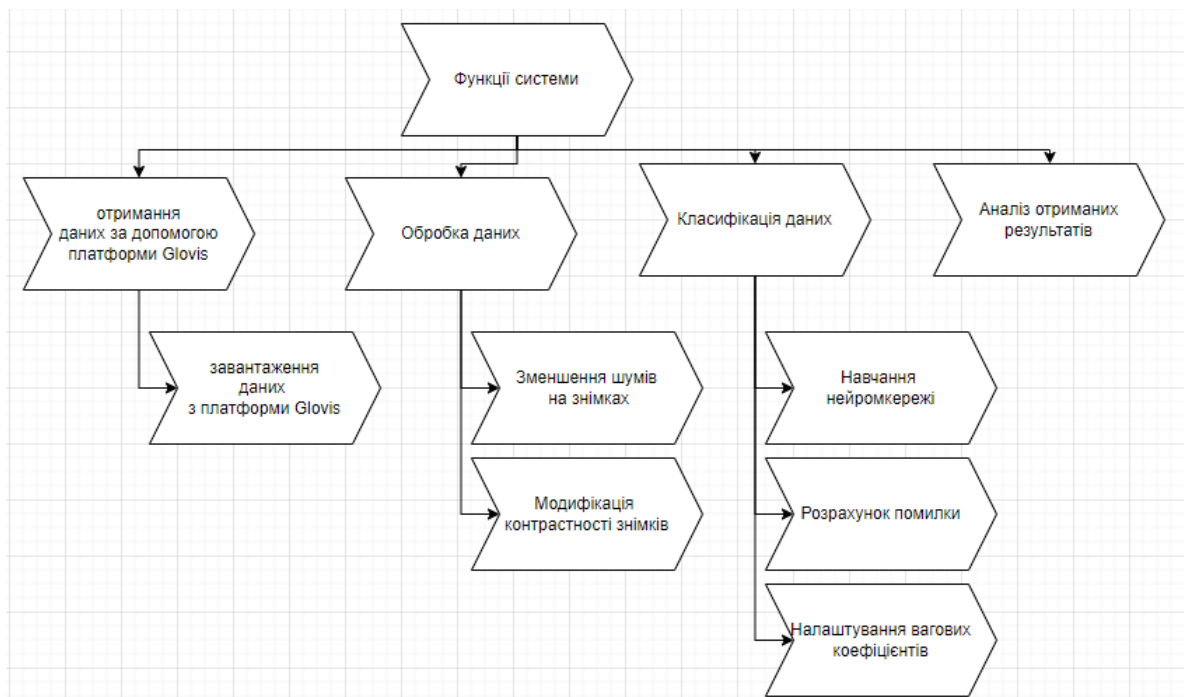 Функції системи
отримання
даних за допомогою
платформи Glovis
Обробка даних
Класифікація даних
Аналіз отриманих
результатів
завантаження
даних
з платформи Glovis
Зменшення шумів
на знімках
Навчання
нейромкережі
Модифікація
контрастності знімків
Розрахунок помилки
Налаштування вагових
коефіцієнтів